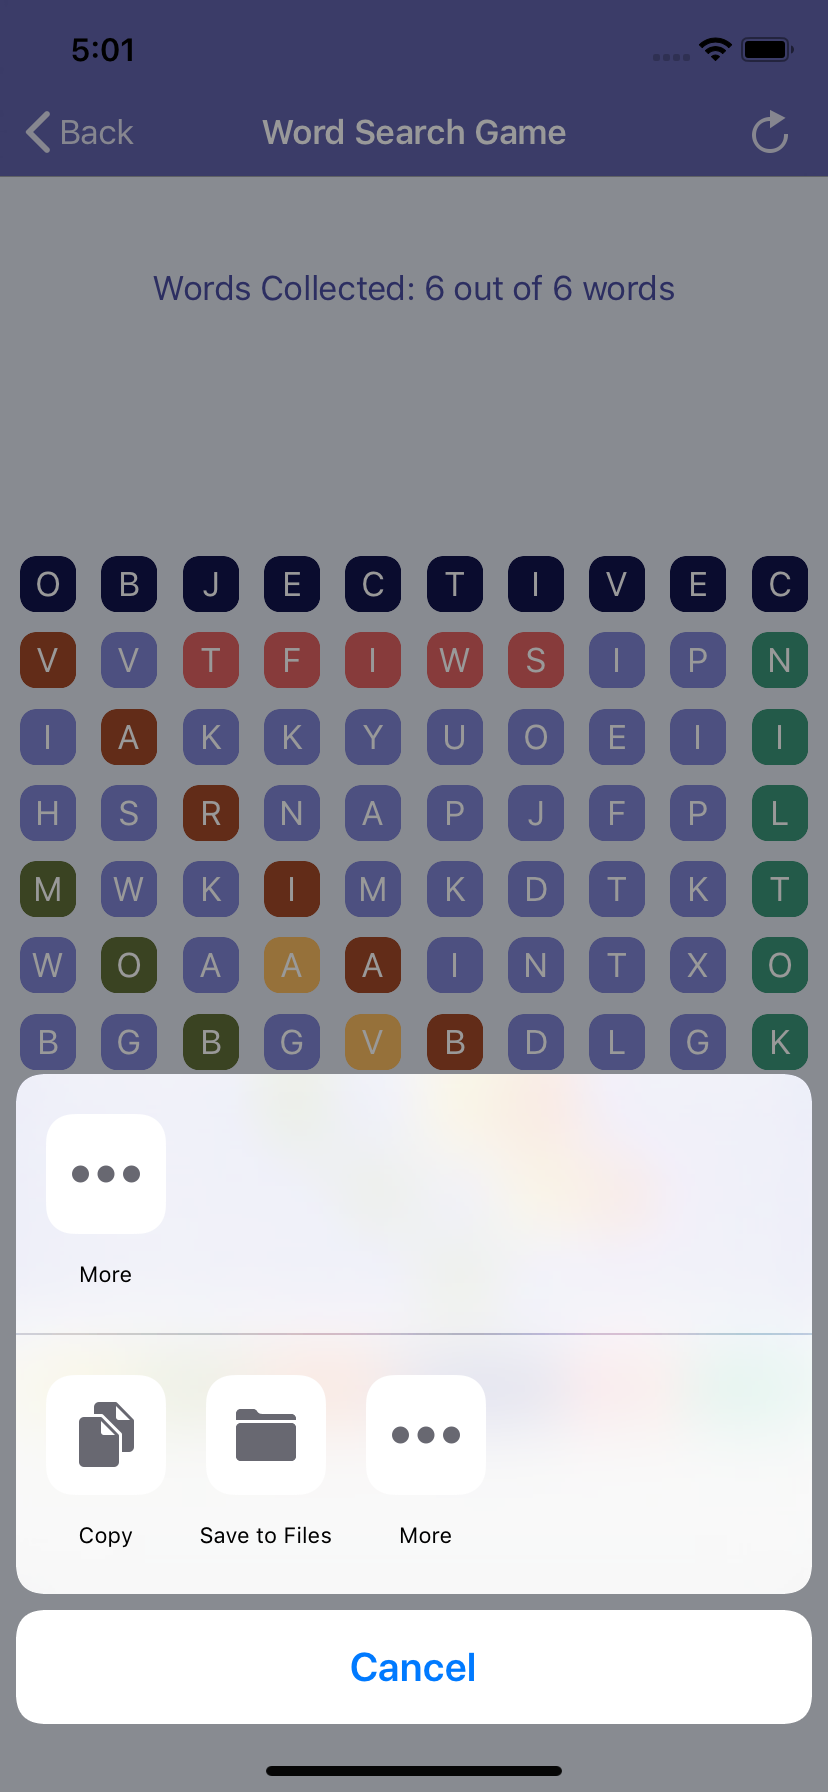 5:01
Back
Word Search Game
Words Collected: 6 out of 6 words
O B J E C T I V E C
V V T F I W S I P N
I A K K Y U O E I I
H S R N A P J F P L
M W K I M K D T K T
W O A A A I N T X O
B G B G V B D L G K
More
Copy
Save to Files
More
Cancel